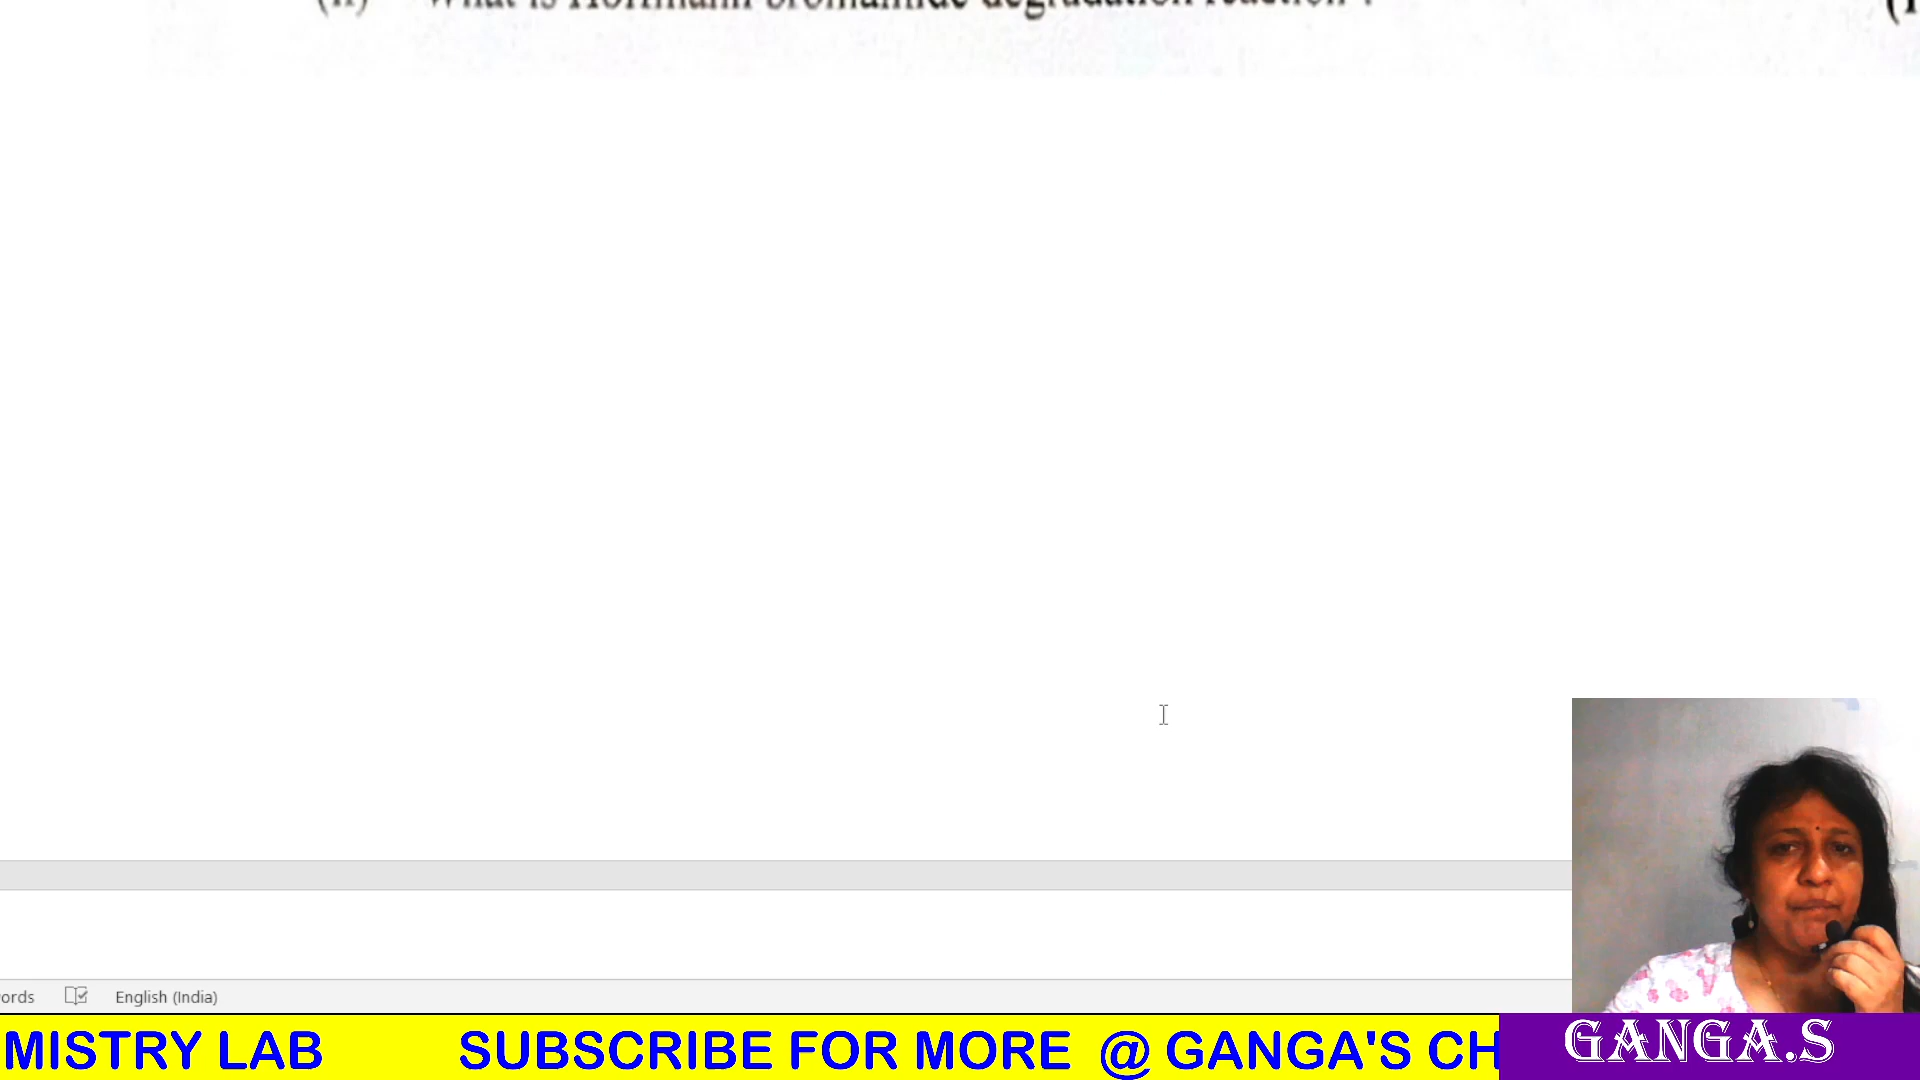 (ii) What is Hoffmann bromamide degradation reaction ?
ords
English (India)
MISTRY LAB SUBSCRIBE FOR MORE @ GANGA'S CH
GANGA.S